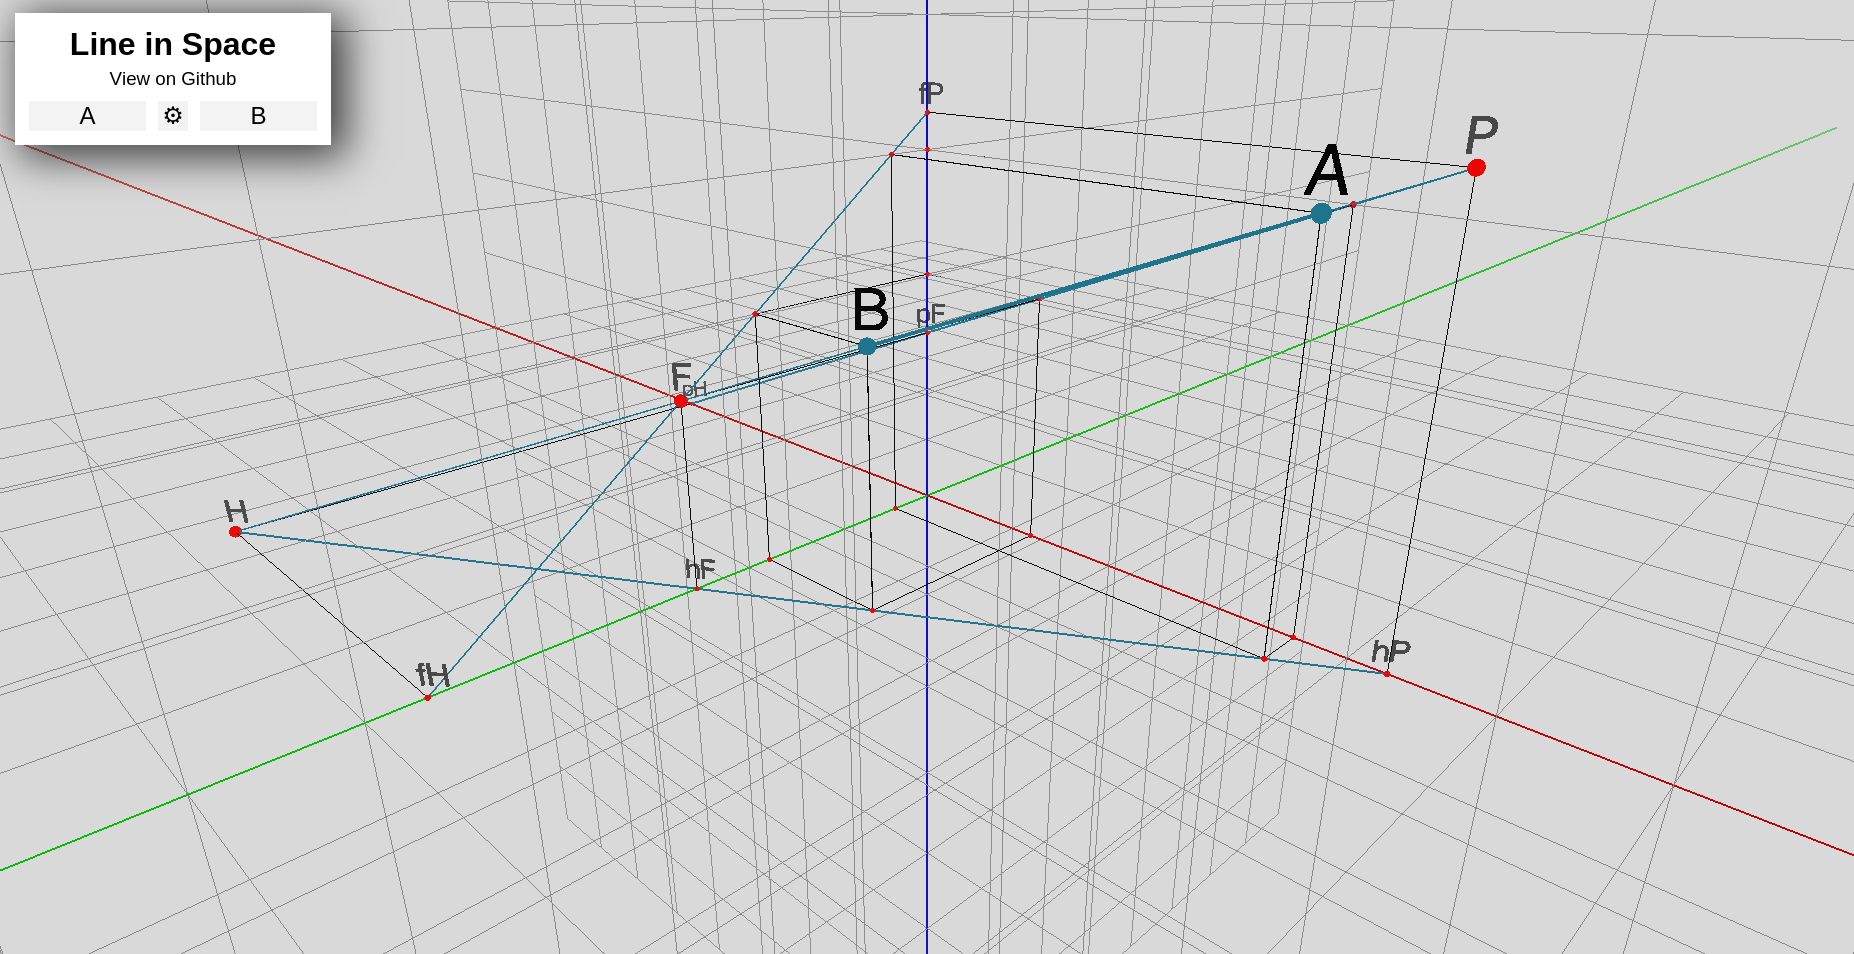 Line in Space
View on Github
A ⚙ B
fP
P
A
B
pF
F
pH
H
hF
hP
fH